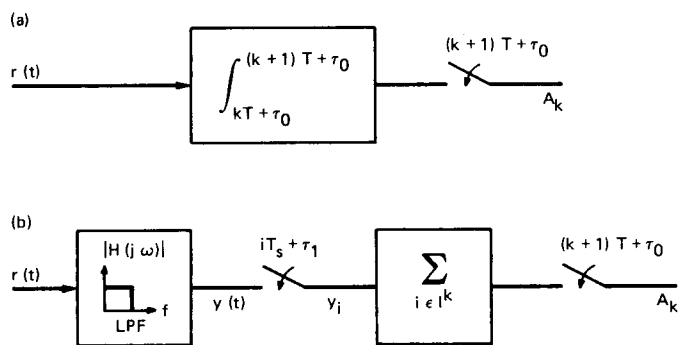 (a)
r (t)
∫ (k + 1) T + τ₀
kT + τ₀
(k + 1) T + τ₀
Aₖ
(b)
r (t)
|H (j ω)|
f
LPF
y (t)
iTₛ + τ₁
yᵢ
∑
i ϵ Iᵏ
(k + 1) T + τ₀
Aₖ